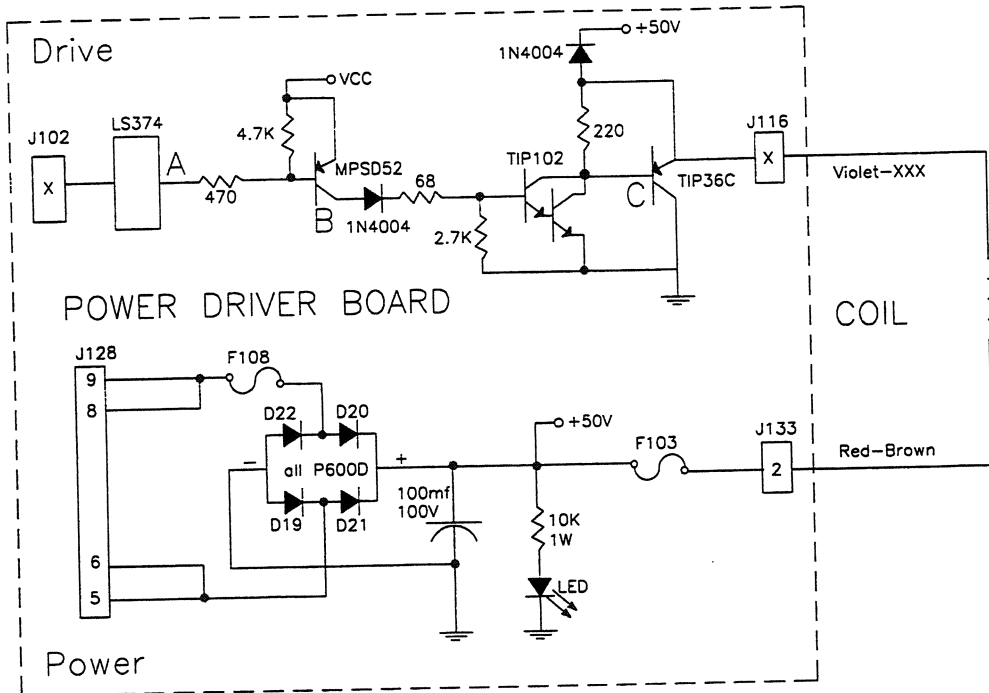 Drive
+50V
1N4004
VCC
J102
LS374
4.7K
220
J116
X
A
MPSD52
TIP102
X
470
B
68
C
TIP36C
Violet-XXX
1N4004
2.7K
POWER DRIVER BOARD
COIL
J128
F108
9
8
D22
D20
+50V
J133
F103
Red-Brown
-
all P600D
+
2
100mf
100V
D19
D21
10K
1W
6
LED
5
Power